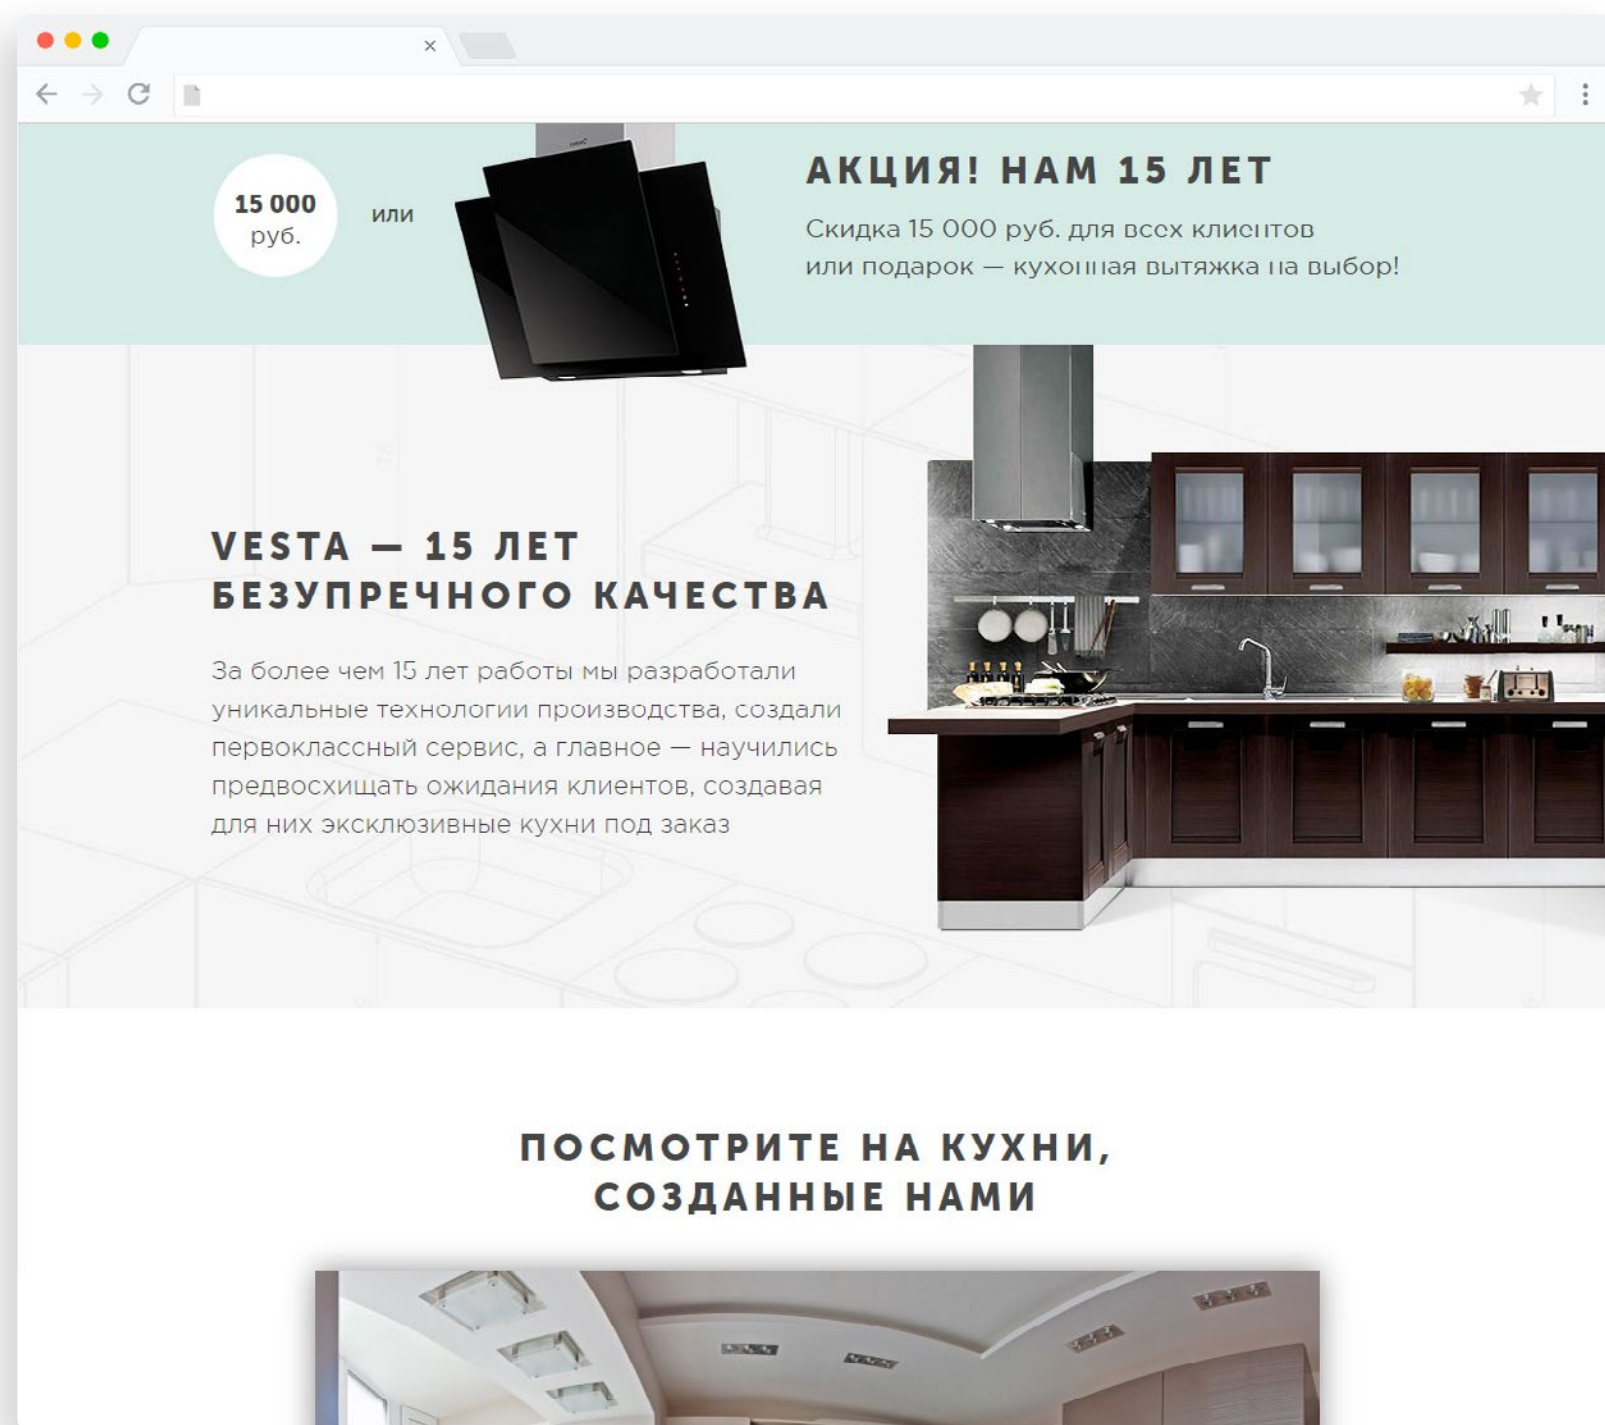 15 000
руб.
или
АКЦИЯ! НАМ 15 ЛЕТ
Скидка 15 000 руб. для всех клиентов
или подарок — кухонная вытяжка на выбор!
VESTA — 15 ЛЕТ
БЕЗУПРЕЧНОГО КАЧЕСТВА
За более чем 15 лет работы мы разработали
уникальные технологии производства, создали
первоклассный сервис, а главное — научились
предвосхищать ожидания клиентов, создавая
для них эксклюзивные кухни под заказ
ПОСМОТРИТЕ НА КУХНИ,
СОЗДАННЫЕ НАМИ